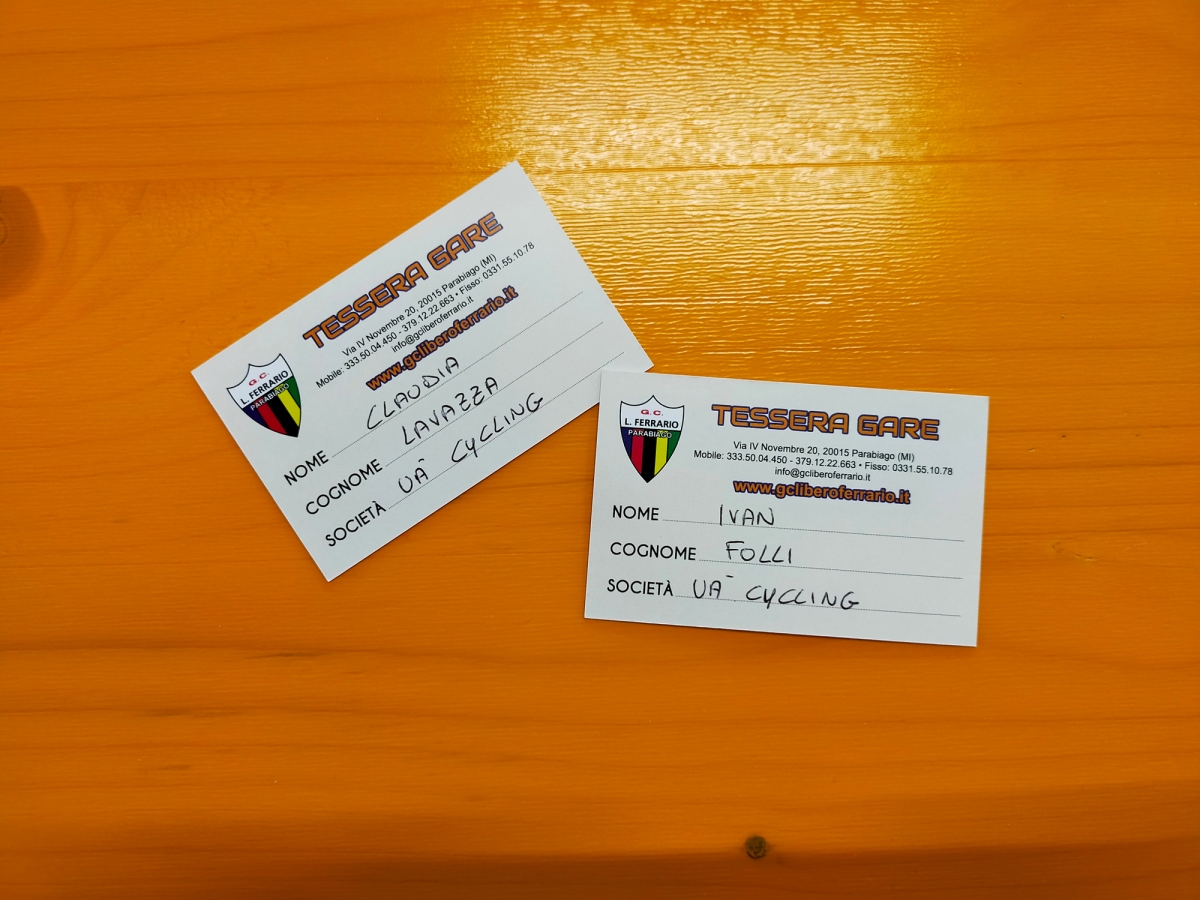 TESSERA GARE
Via IV Novembre 20, 20015 Parabiago (MI)
Mobile: 333.50.04.450 - 379.12.22.663 • Fisso: 0331.55.10.78
info@gcliberoferrario.it
www.gcliberoferrario.it
G.C.
L. FERRARIO
PARABIAGO
NOME CLAUDIA
COGNOME LAVAZZA
SOCIETÀ UÀ CYCLING
TESSERA GARE
Via IV Novembre 20, 20015 Parabiago (MI)
Mobile: 333.50.04.450 - 379.12.22.663 • Fisso: 0331.55.10.78
info@gcliberoferrario.it
www.gcliberoferrario.it
G.C.
L. FERRARIO
PARABIAGO
NOME IVAN
COGNOME FOLLI
SOCIETÀ UÀ CYCLING